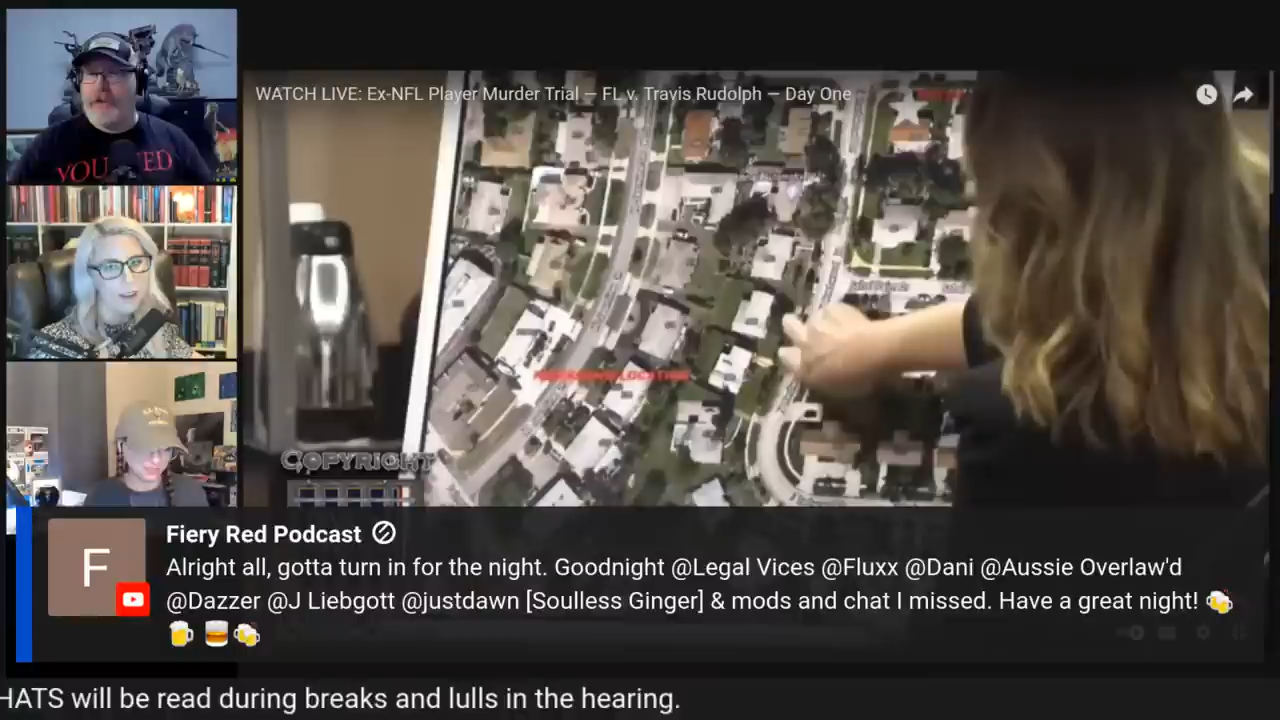 WATCH LIVE: Ex-NFL Player Murder Trial – FL v. Travis Rudolph – Day One
COPYRIGHT
F
Fiery Red Podcast
Alright all, gotta turn in for the night. Goodnight @Legal Vices @Fluxx @Dani @Aussie Overlaw'd
@Dazzer @J Liebgott @justdawn [Soulless Ginger] & mods and chat I missed. Have a great night! 🍻
🍺 🥃 🍻
HATS will be read during breaks and lulls in the hearing.